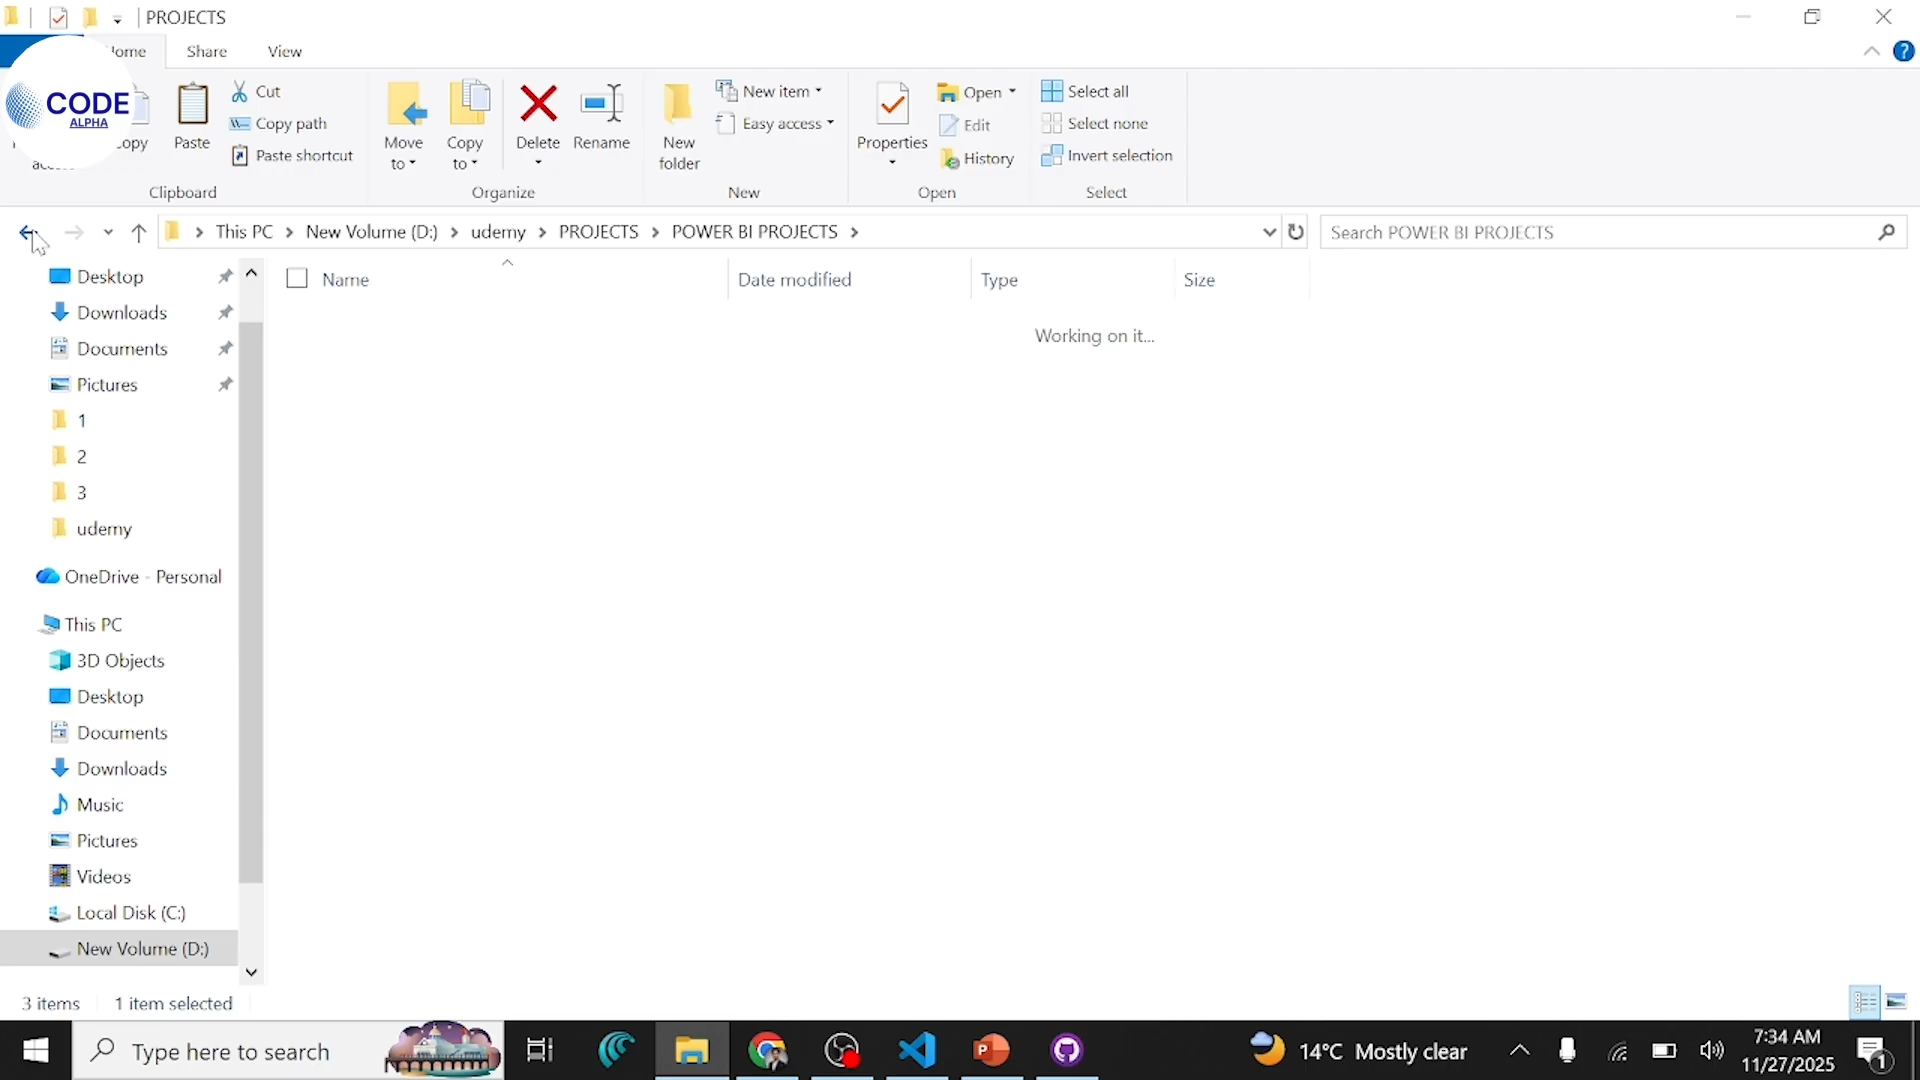 PROJECTS
Home
Share
View
CODE
ALPHA
Copy
Paste
Cut
Copy path
Paste shortcut
Move
to
Copy
to
Delete
Rename
New
folder
New item
Easy access
Properties
Open
Edit
History
Select all
Select none
Invert selection
Clipboard
Organize
New
Open
Select
This PC
New Volume (D:)
udemy
PROJECTS
POWER BI PROJECTS
Search POWER BI PROJECTS
Name
Date modified
Type
Size
Working on it...
Desktop
Downloads
Documents
Pictures
1
2
3
udemy
OneDrive - Personal
This PC
3D Objects
Desktop
Documents
Downloads
Music
Pictures
Videos
Local Disk (C:)
New Volume (D:)
3 items
1 item selected
Type here to search
14°C Mostly clear
7:34 AM
11/27/2025
1